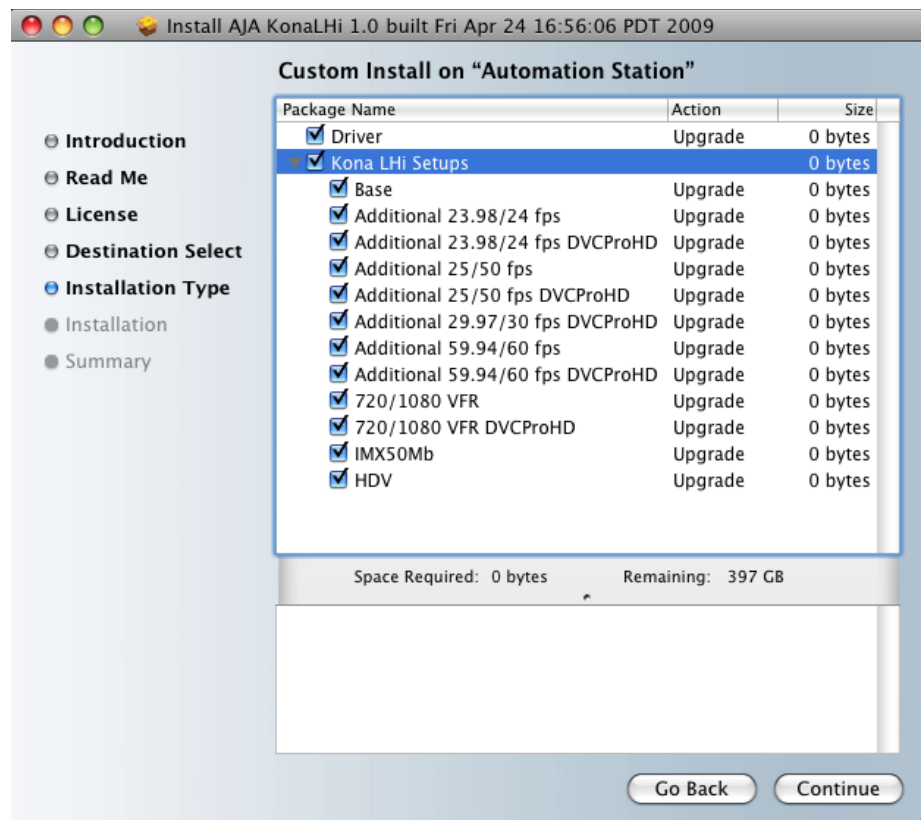 Install AJA KonaLHi 1.0 built Fri Apr 24 16:56:06 PDT 2009
Custom Install on “Automation Station”
Introduction
Read Me
License
Destination Select
Installation Type
Installation
Summary
Package Name Action Size
Driver Upgrade 0 bytes
Kona LHi Setups 0 bytes
Base Upgrade 0 bytes
Additional 23.98/24 fps Upgrade 0 bytes
Additional 23.98/24 fps DVCProHD Upgrade 0 bytes
Additional 25/50 fps Upgrade 0 bytes
Additional 25/50 fps DVCProHD Upgrade 0 bytes
Additional 29.97/30 fps DVCProHD Upgrade 0 bytes
Additional 59.94/60 fps Upgrade 0 bytes
Additional 59.94/60 fps DVCProHD Upgrade 0 bytes
720/1080 VFR Upgrade 0 bytes
720/1080 VFR DVCProHD Upgrade 0 bytes
IMX50Mb Upgrade 0 bytes
HDV Upgrade 0 bytes
Space Required: 0 bytes Remaining: 397 GB
Go Back Continue